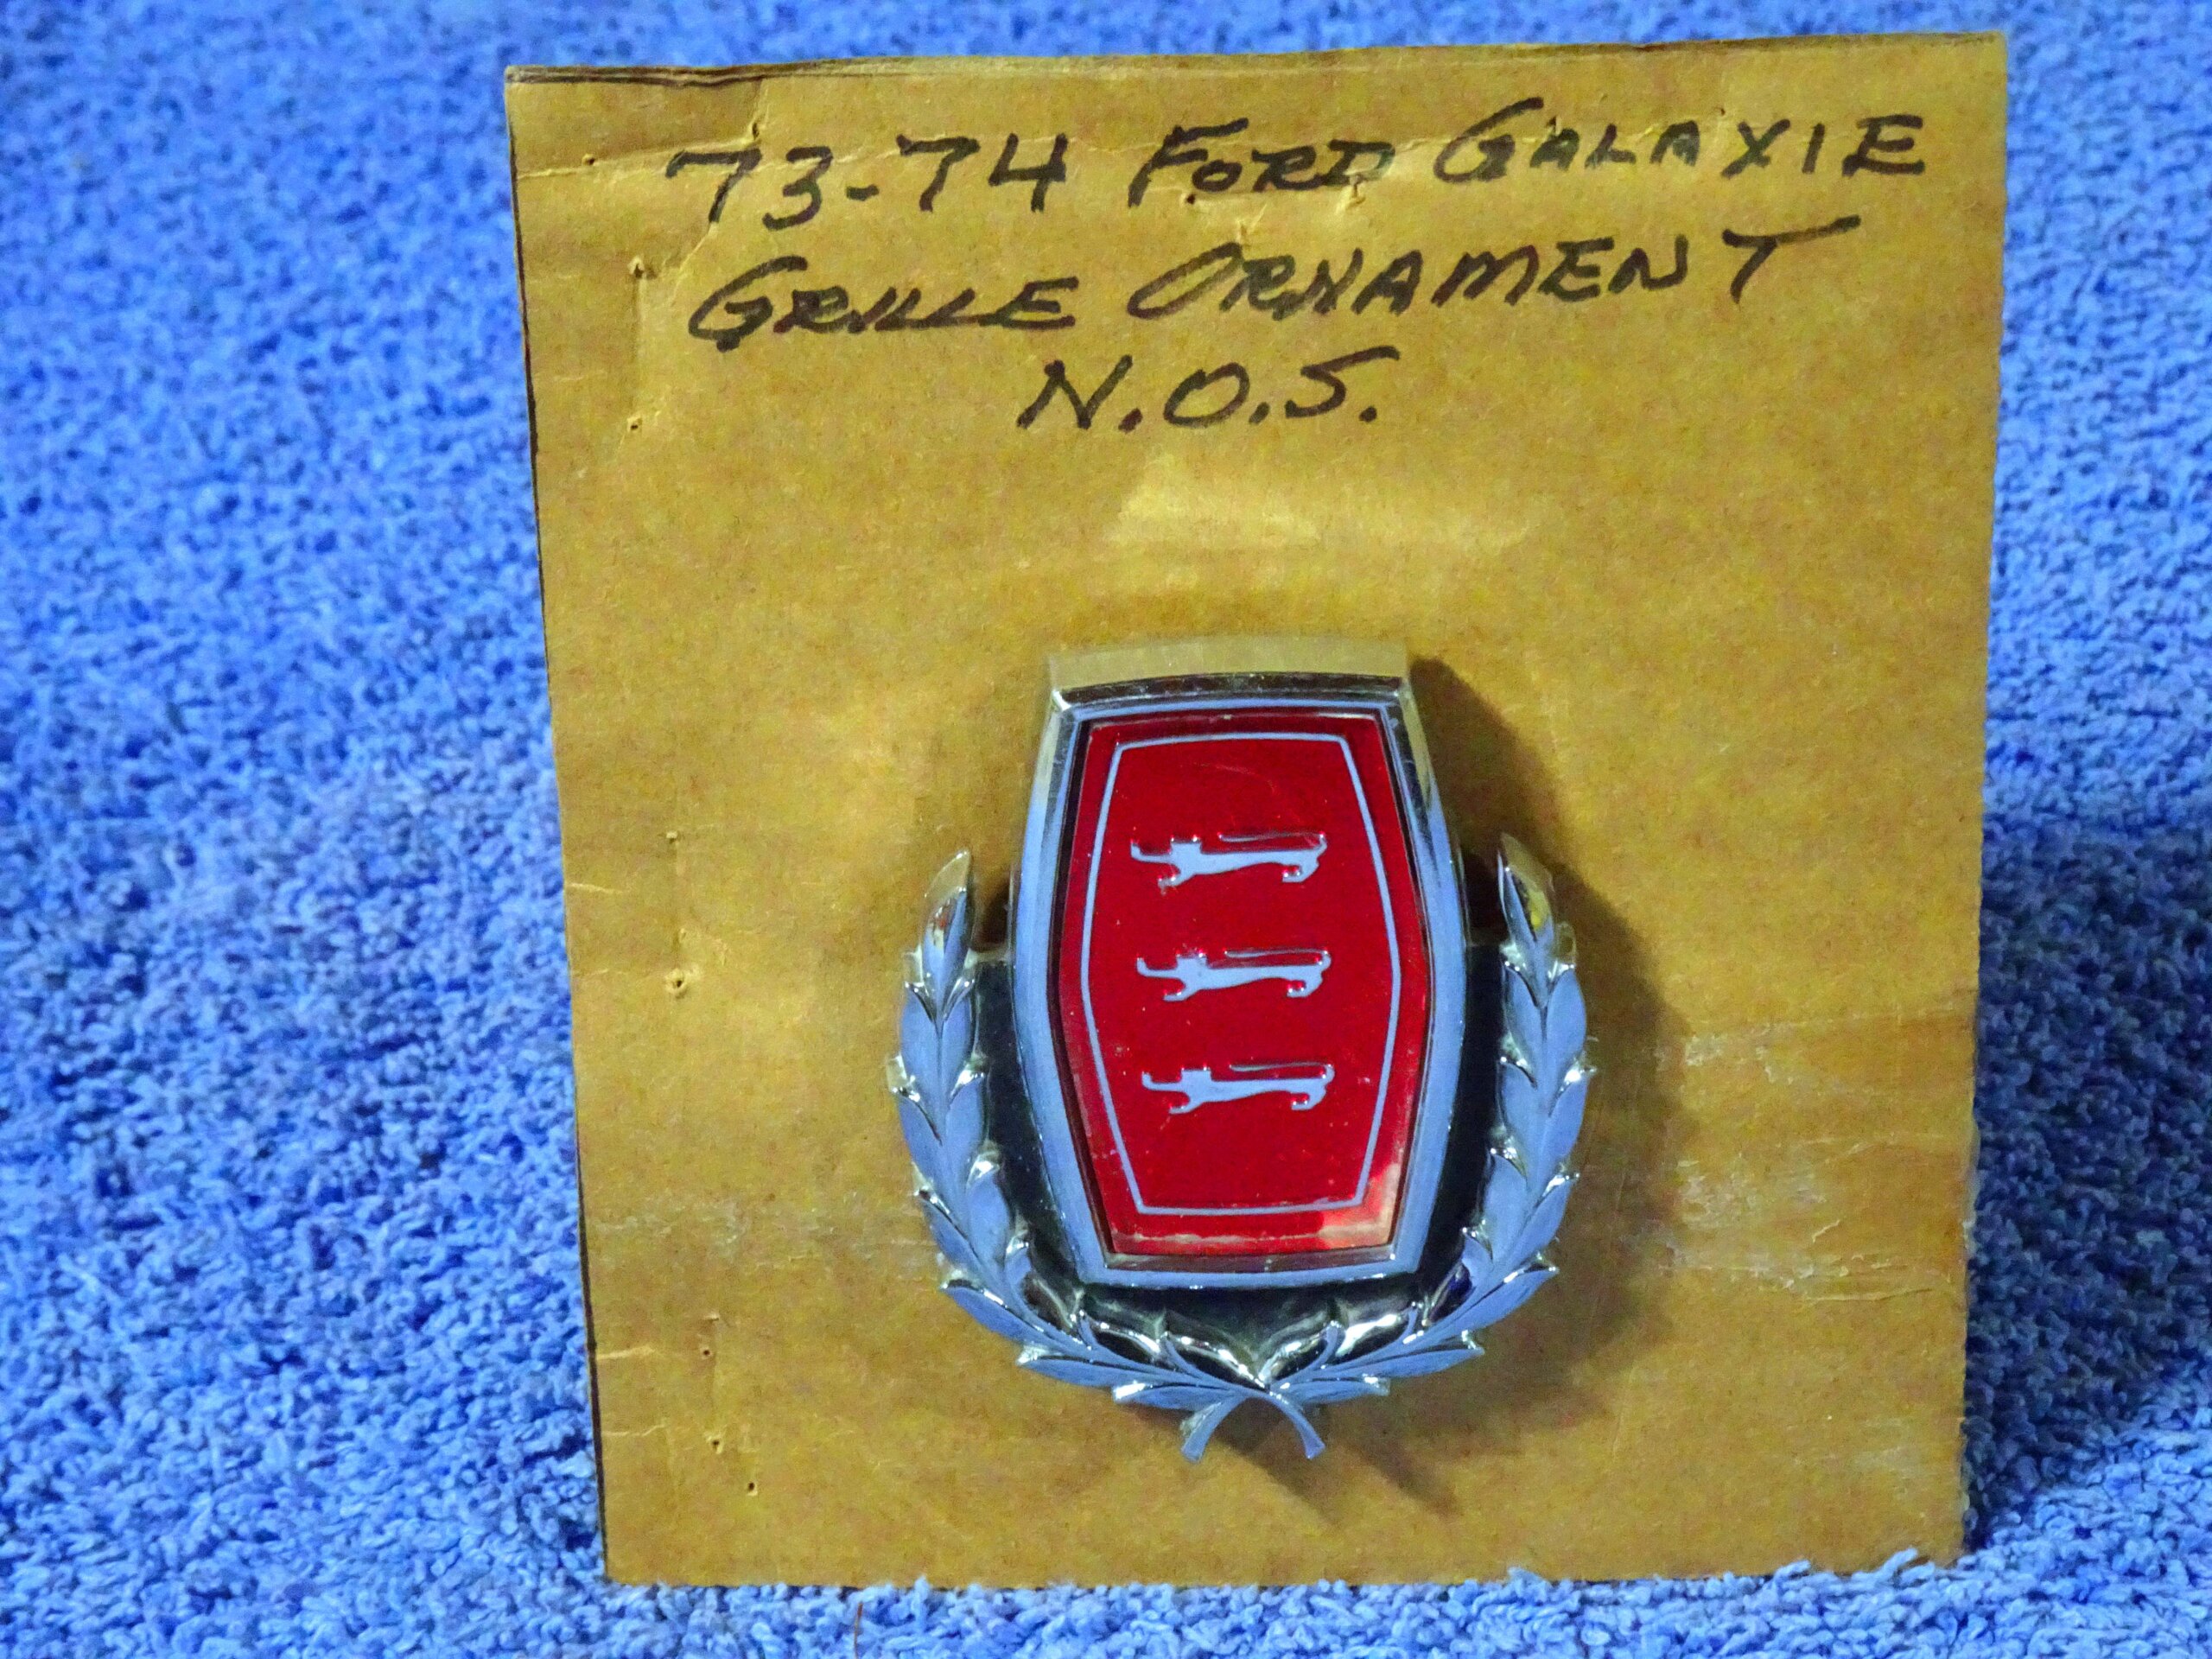 73-74 FORD GALAXIE
GRILLE ORNAMENT
N.O.S.